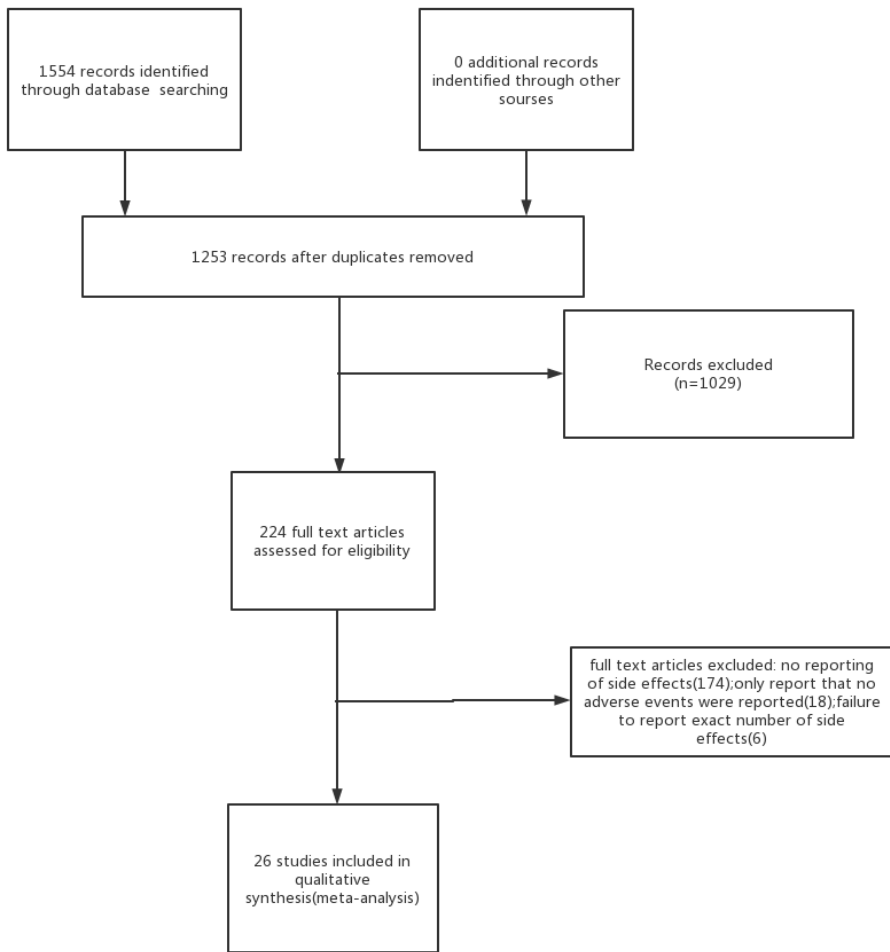 1554 records identified
through database  searching
0 additional records
indentified through other
sourses
1253 records after duplicates removed
Records excluded
(n=1029)
224 full text articles
assessed for eligibility
full text articles excluded: no reporting
of side effects(174);only report that no
adverse events were reported(18);failure
to report exact number of side
effects(6)
26 studies included in
qualitative
synthesis(meta-analysis)